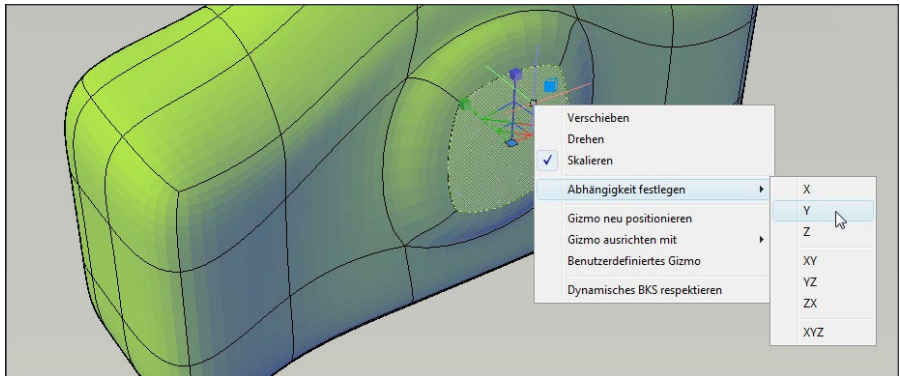 Verschieben
Drehen
Skalieren
Abhängigkeit festlegen
Gizmo neu positionieren
Gizmo ausrichten mit
Benutzerdefiniertes Gizmo
Dynamisches BKS respektieren
X
Y
Z
XY
YZ
ZX
XYZ